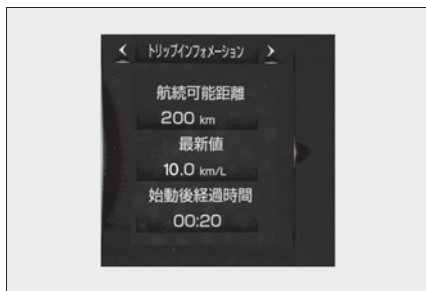 トリップインフォメーション
航続可能距離
200 km
最新値
10.0 km/L
始動後経過時間
00:20